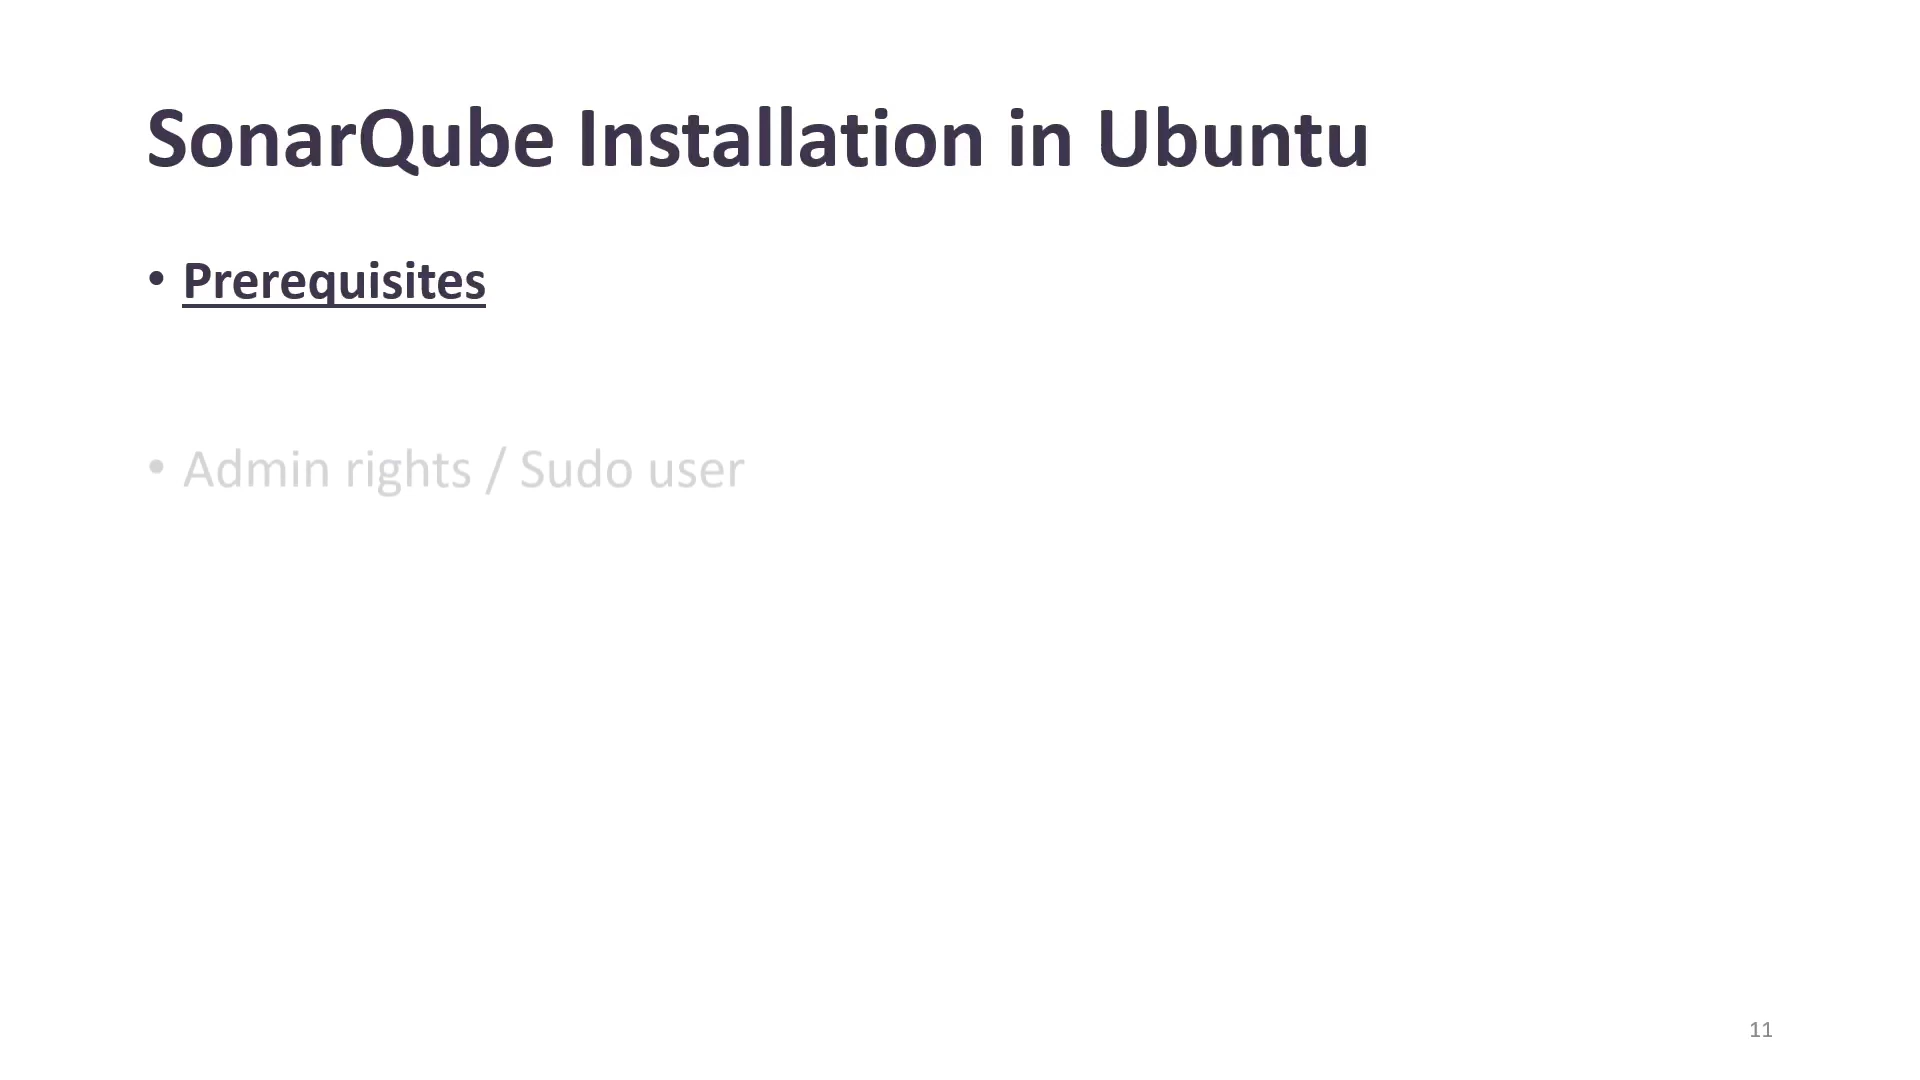 SonarQube Installation in Ubuntu
• Prerequisites
• Admin rights / Sudo user
11